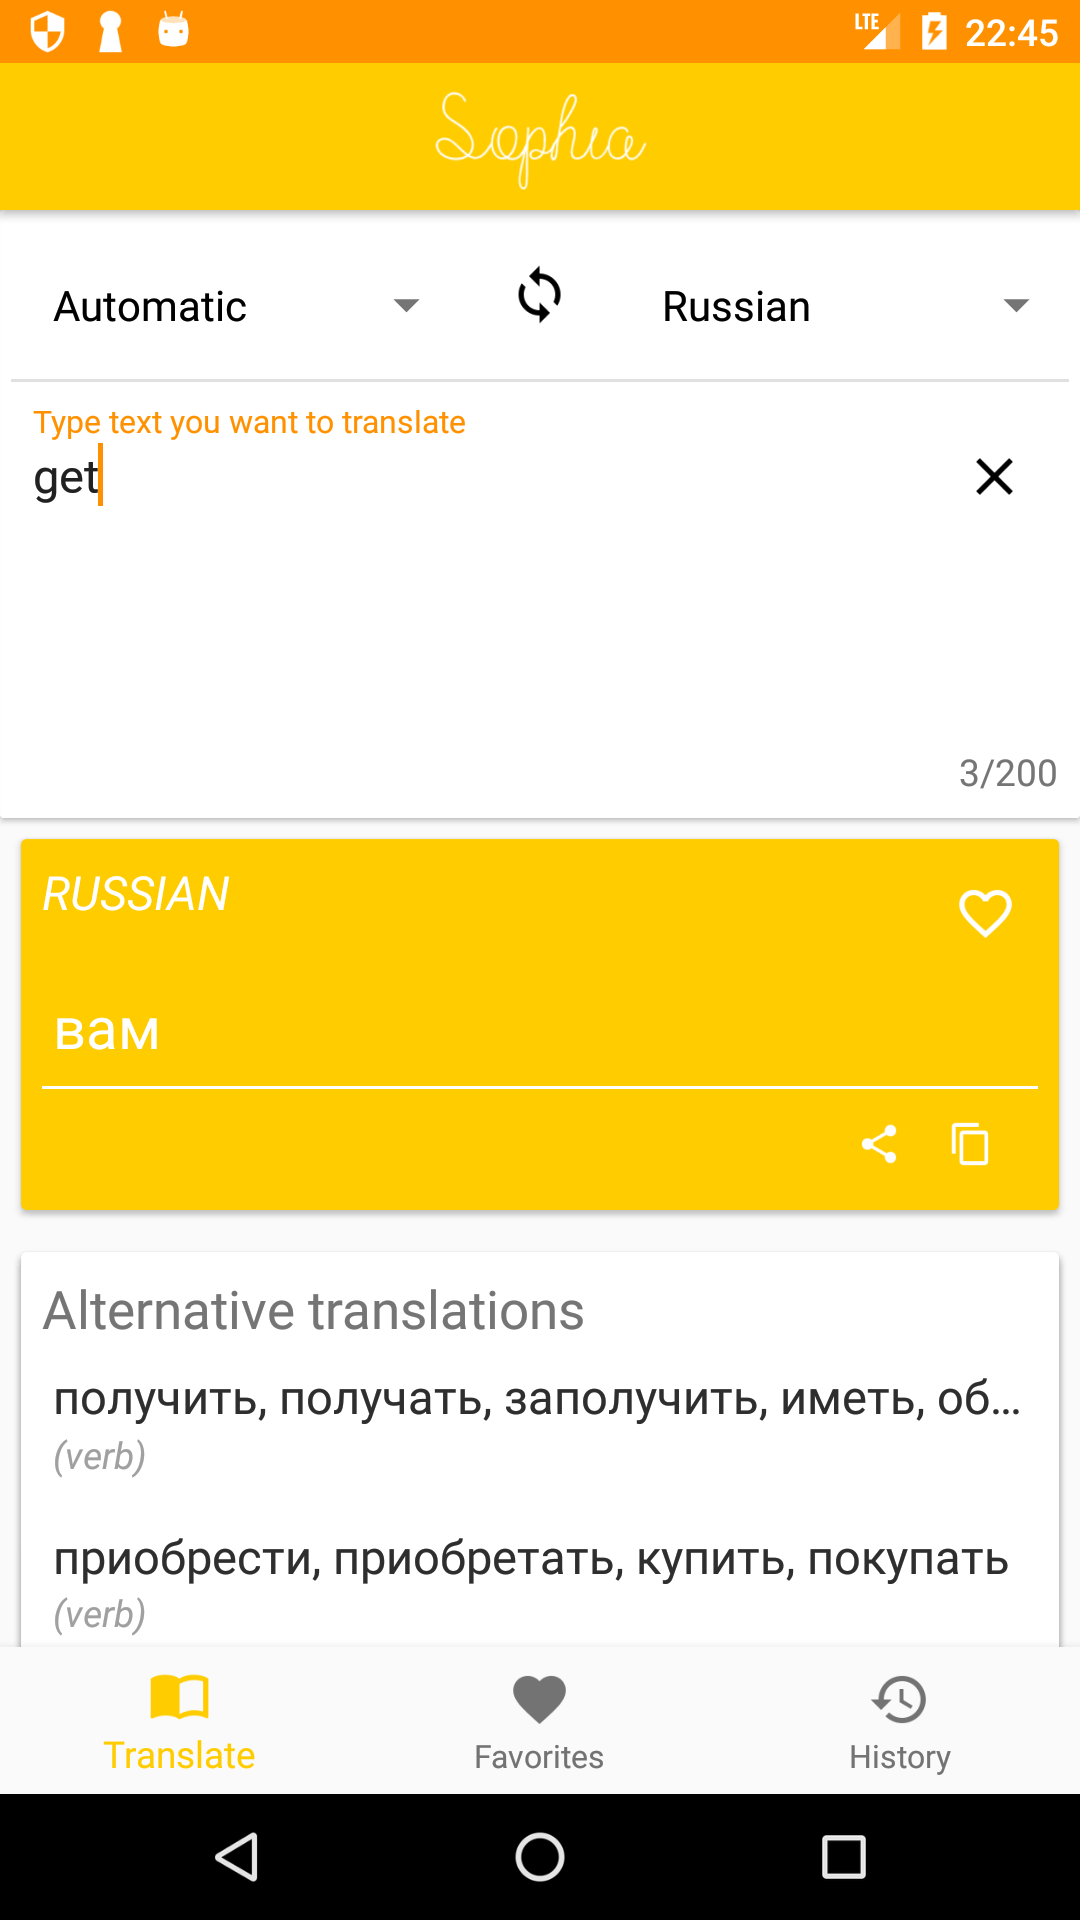 LTE 22:45
Sophia
Automatic Russian
Type text you want to translate
get
3/200
RUSSIAN
вам
Alternative translations
получить, получать, заполучить, иметь, об...
(verb)
приобрести, приобретать, купить, покупать
(verb)
Translate Favorites History